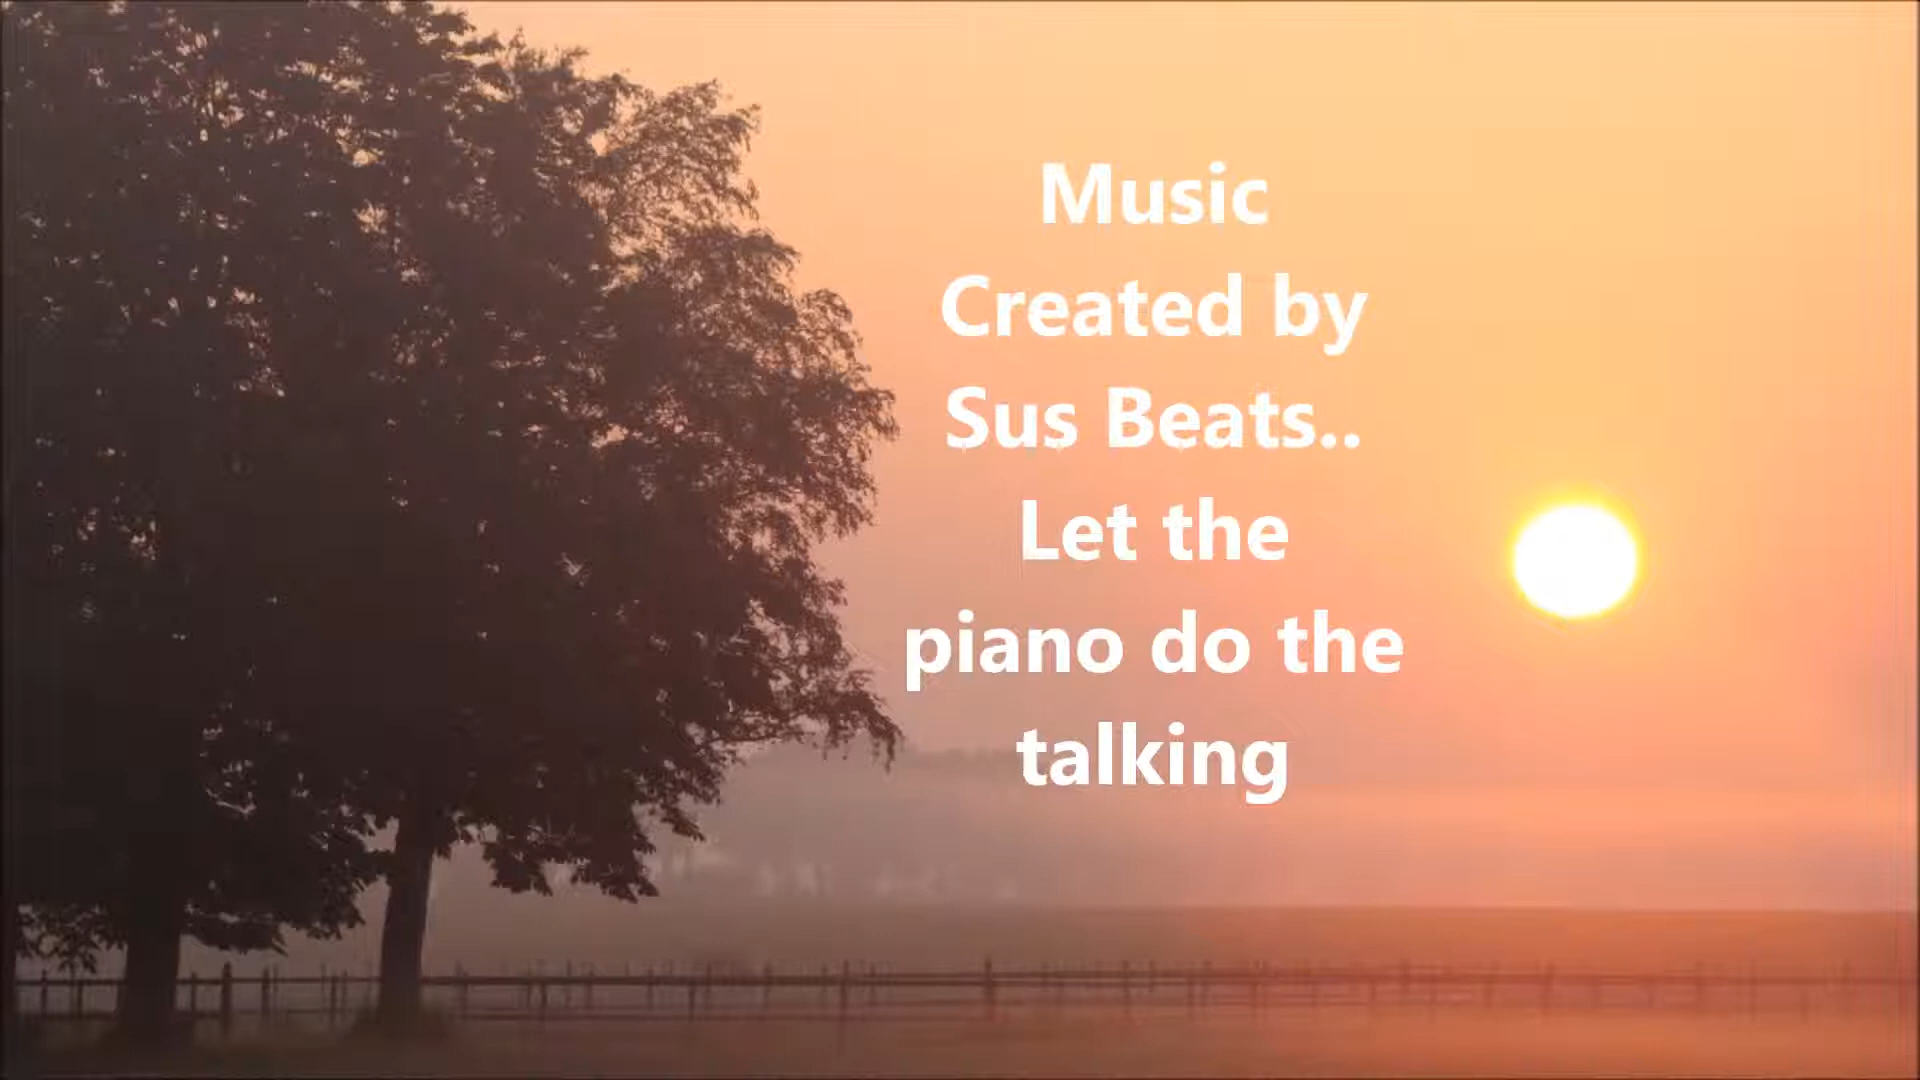 Music
Created by
Sus Beats..
Let the
piano do the
talking